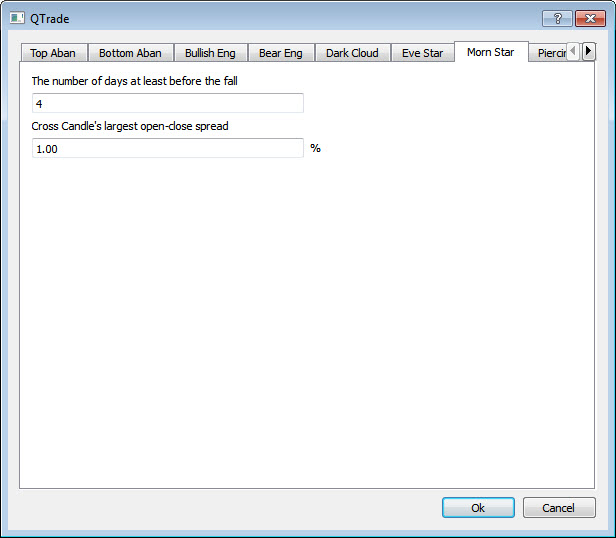 QTrade
Top Aban Bottom Aban Bullish Eng Bear Eng Dark Cloud Eve Star Morn Star Piercin
The number of days at least before the fall
4
Cross Candle's largest open-close spread
1.00 %
Ok Cancel